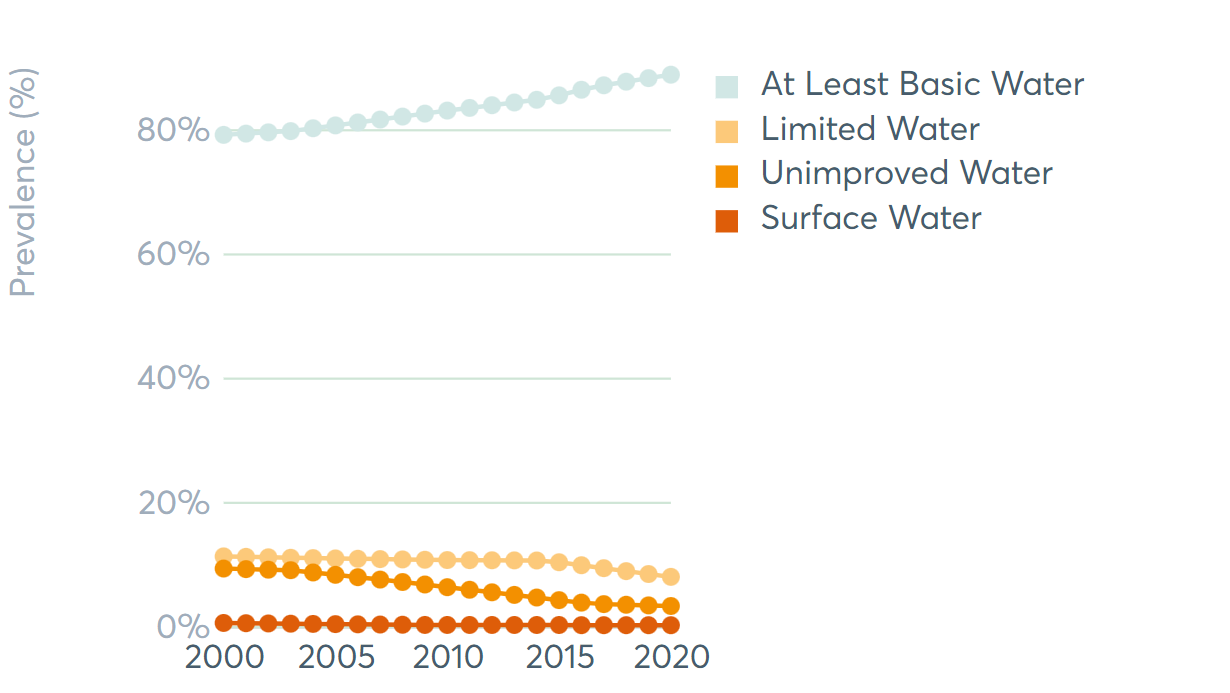 Prevalence (%)
80%
60%
40%
20%
0%
2000 2005 2010 2015 2020
At Least Basic Water
Limited Water
Unimproved Water
Surface Water